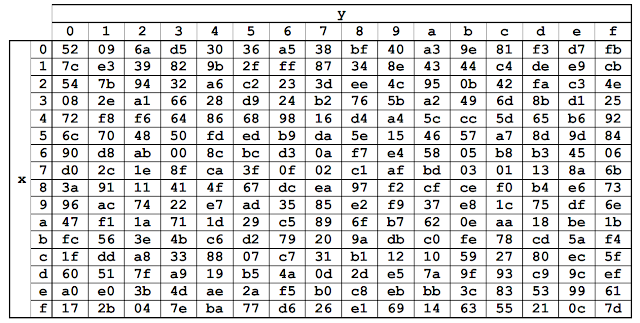 y
0 1 2 3 4 5 6 7 8 9 a b c d e f
0 52 09 6a d5 30 36 a5 38 bf 40 a3 9e 81 f3 d7 fb
1 7c e3 39 82 9b 2f ff 87 34 8e 43 44 c4 de e9 cb
2 54 7b 94 32 a6 c2 23 3d ee 4c 95 0b 42 fa c3 4e
3 08 2e a1 66 28 d9 24 b2 76 5b a2 49 6d 8b d1 25
4 72 f8 f6 64 86 68 98 16 d4 a4 5c cc 5d 65 b6 92
5 6c 70 48 50 fd ed b9 da 5e 15 46 57 a7 8d 9d 84
6 90 d8 ab 00 8c bc d3 0a f7 e4 58 05 b8 b3 45 06
x 7 d0 2c 1e 8f ca 3f 0f 02 c1 af bd 03 01 13 8a 6b
8 3a 91 11 41 4f 67 dc ea 97 f2 cf ce f0 b4 e6 73
9 96 ac 74 22 e7 ad 35 85 e2 f9 37 e8 1c 75 df 6e
a 47 f1 1a 71 1d 29 c5 89 6f b7 62 0e aa 18 be 1b
b fc 56 3e 4b c6 d2 79 20 9a db c0 fe 78 cd 5a f4
c 1f dd a8 33 88 07 c7 31 b1 12 10 59 27 80 ec 5f
d 60 51 7f a9 19 b5 4a 0d 2d e5 7a 9f 93 c9 9c ef
e a0 e0 3b 4d ae 2a f5 b0 c8 eb bb 3c 83 53 99 61
f 17 2b 04 7e ba 77 d6 26 e1 69 14 63 55 21 0c 7d